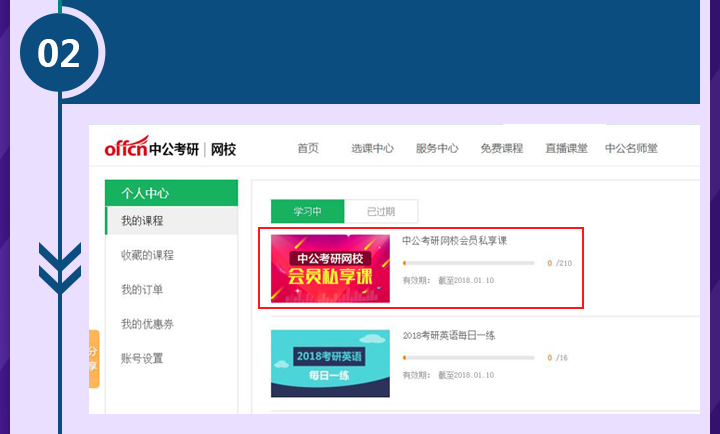 02
offcn 中公考研 | 网校
首页 选课中心 服务中心 免费课程 直播课堂 中公名师堂
个人中心
我的课程
收藏的课程
我的订单
我的优惠券
账号设置
分享
学习中 已过期
中公考研网校
会员私享课
中公考研网校会员私享课
0 /210
有效期： 截至2018.01.10
2018考研英语
每日一练
2018考研英语每日一练
0 /16
有效期： 截至2018.01.10